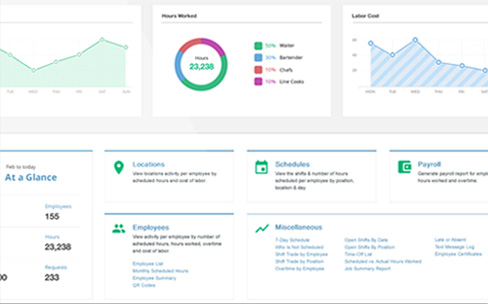 Hours Worked
Labor Cost
Hours
23,238
50% Waiter
30% Bartender
10% Chefs
10% Line Cooks
TUE WED THU FRI SAT SUN
MON TUE WED THU FRI SAT SUN
Feb to today
At a Glance
Employees
155
Hours
23,238
Requests
233
Locations
View locations activity per employee by
scheduled hours and cost of labor.
Schedules
View the shifts & number of hours
scheduled per employee by position,
location & day.
Payroll
Generate payroll report for emplo
hours worked and overtime.
Employees
View activity per employee by number of
scheduled hours, hours worked, overtime
and cost of labor.
Employee List
Monthly Scheduled Hours
Employee Summary
QR Codes
Miscellaneous
7-Day Schedule
Who Is Not Scheduled
Shift Trade by Employee
Shift Trade by Position
Overtime by Employee
Open Shifts By Date
Open Shifts By Position
Time Off List
Scheduled vs Actual Hours Worked
Job Summary Report
Late or Absent
Text Message Log
Employee Certificates